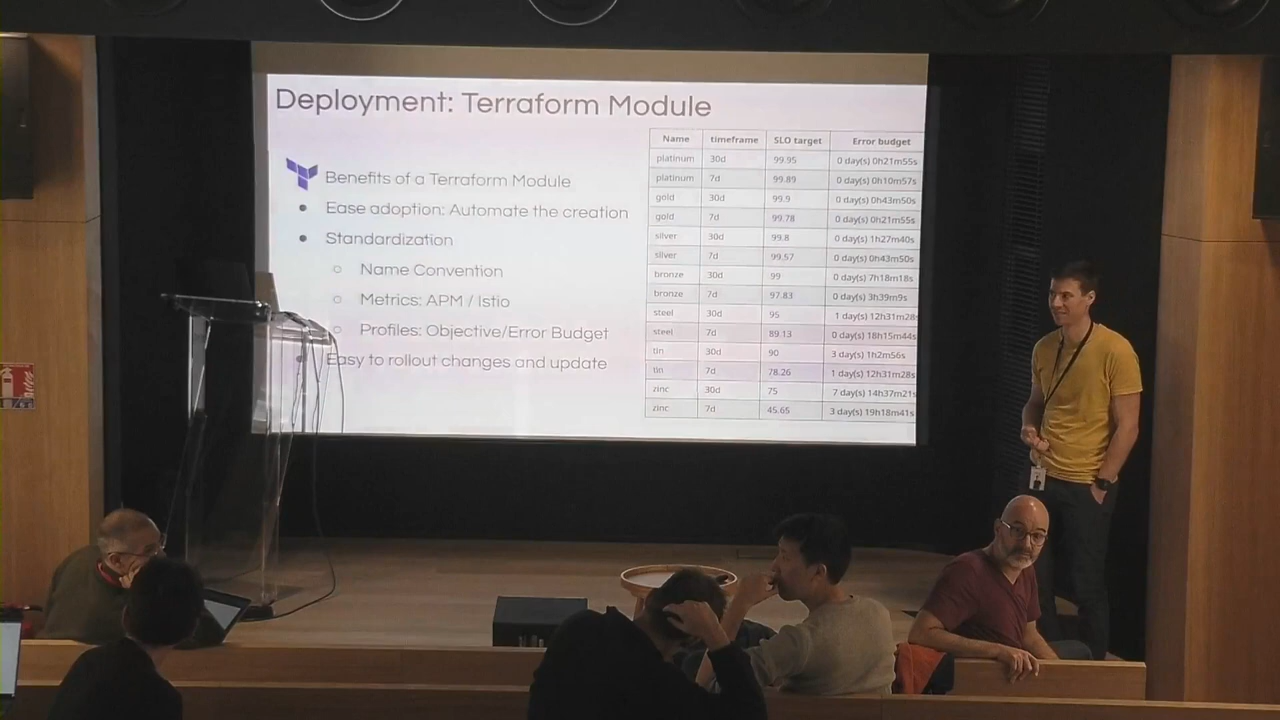 Deployment: Terraform Module
Benefits of a Terraform Module
Ease adoption: Automate the creation
Standardization
Name Convention
Metrics: APM / Istio
Profiles: Objective/Error Budget
Easy to rollout changes and update
Name timeframe SLO target Error budget
platinum 30d 99.95 0 day(s) 0h21m55s
platinum 7d 99.89 0 day(s) 0h10m57s
gold 30d 99.9 0 day(s) 0h43m50s
gold 7d 99.78 0 day(s) 0h21m55s
silver 30d 99.8 0 day(s) 1h27m40s
silver 7d 99.57 0 day(s) 0h43m50s
bronze 30d 99 0 day(s) 7h18m18s
bronze 7d 97.83 0 day(s) 3h39m9s
steel 30d 95 1 day(s) 12h31m28s
steel 7d 89.13 0 day(s) 18h15m44s
tin 30d 90 3 day(s) 1h2m56s
tin 7d 78.26 1 day(s) 12h31m28s
zinc 30d 75 7 day(s) 14h37m21s
zinc 7d 45.65 3 day(s) 19h18m41s